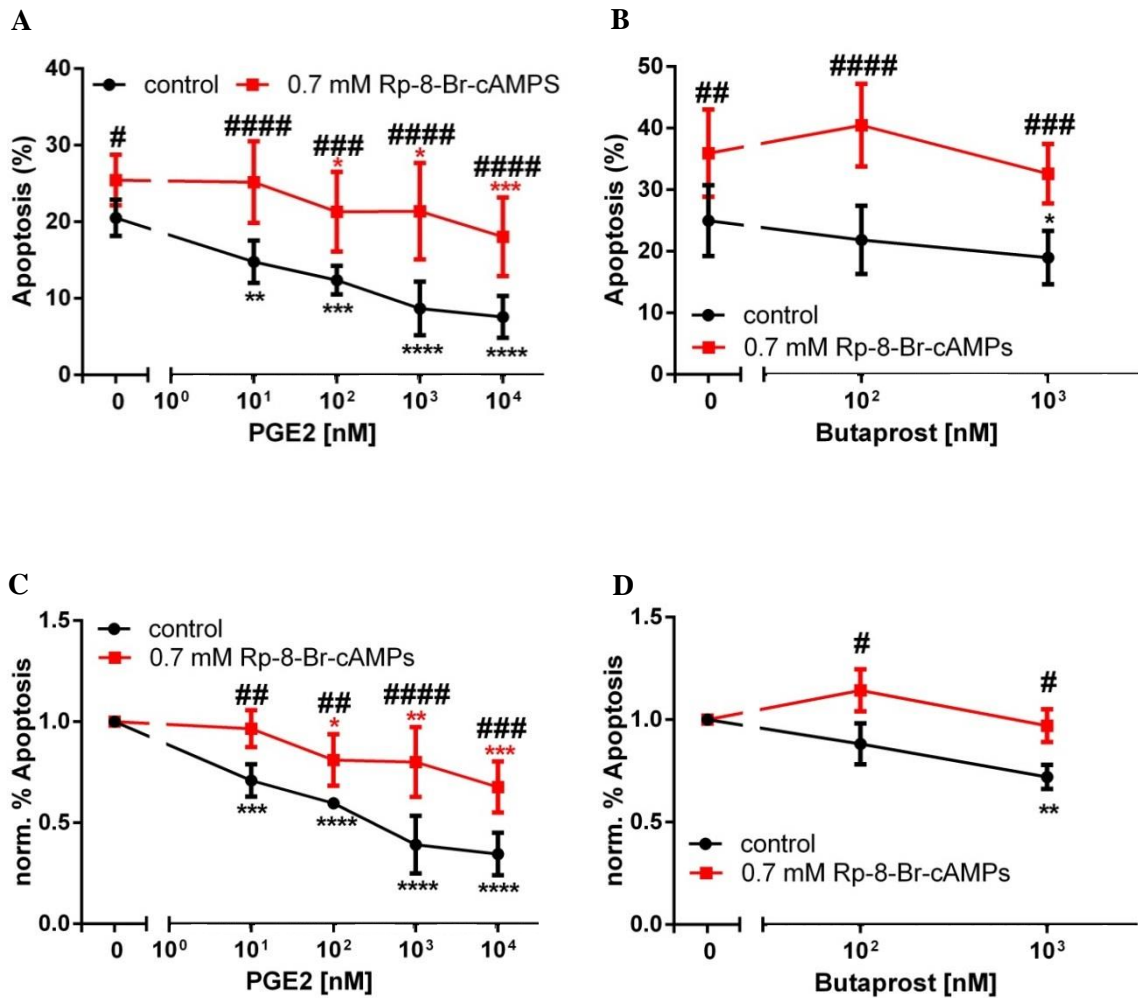 A
control 0.7 mM Rp-8-Br-cAMPS
Apoptosis (%)
40
30
20
10
0
# #### ### #### ####
* * ***
** *** **** ****
0 10⁰ 10¹ 10² 10³ 10⁴
PGE2 [nM]
B
Apoptosis (%)
50
40
30
20
10
0
## #### ###
*
control
0.7 mM Rp-8-Br-cAMPs
0 10² 10³
Butaprost [nM]
C
control
0.7 mM Rp-8-Br-cAMPs
norm. % Apoptosis
1.5
1.0
0.5
0.0
## ## #### ###
* ** ***
*** **** **** ****
0 10⁰ 10¹ 10² 10³ 10⁴
PGE2 [nM]
D
norm. % Apoptosis
1.5
1.0
0.5
0.0
# #
**
control
0.7 mM Rp-8-Br-cAMPs
0 10² 10³
Butaprost [nM]